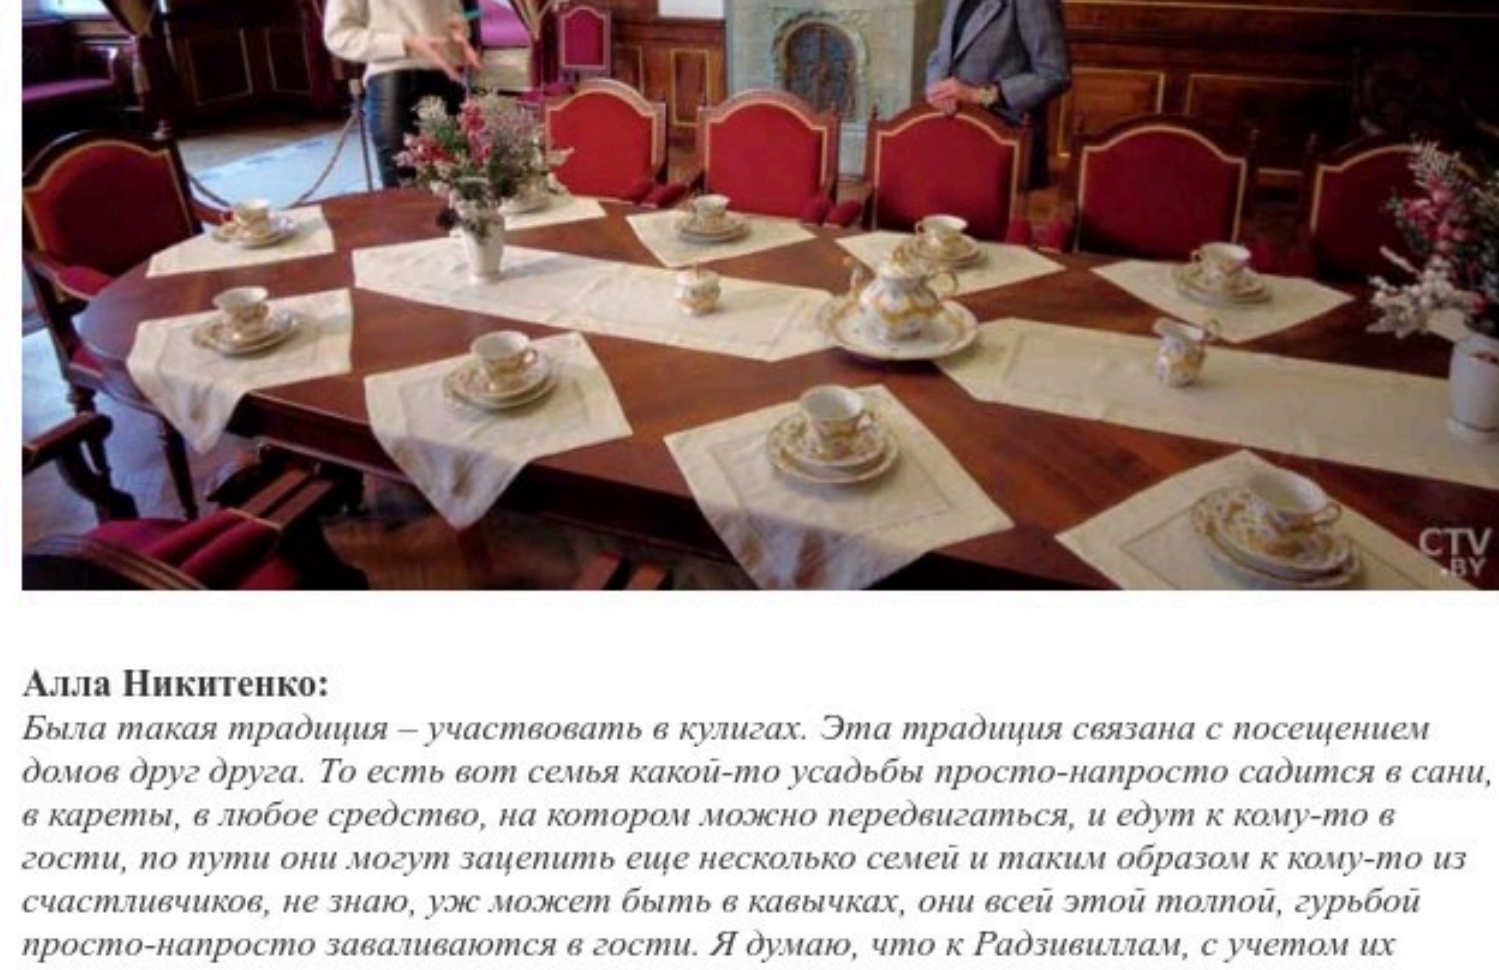 CTV
.BY
Алла Никитенко:
Была такая традиция – участвовать в кулигах. Эта традиция связана с посещением
домов друг друга. То есть вот семья какой-то усадьбы просто-напросто садится в сани,
в кареты, в любое средство, на котором можно передвигаться, и едут к кому-то в
гости, по пути они могут зацепить еще несколько семей и таким образом к кому-то из
счастливчиков, не знаю, уж может быть в кавычках, они всей этой толпой, гурьбой
просто-напросто заваливаются в гости. Я думаю, что к Радзивиллам, с учетом их